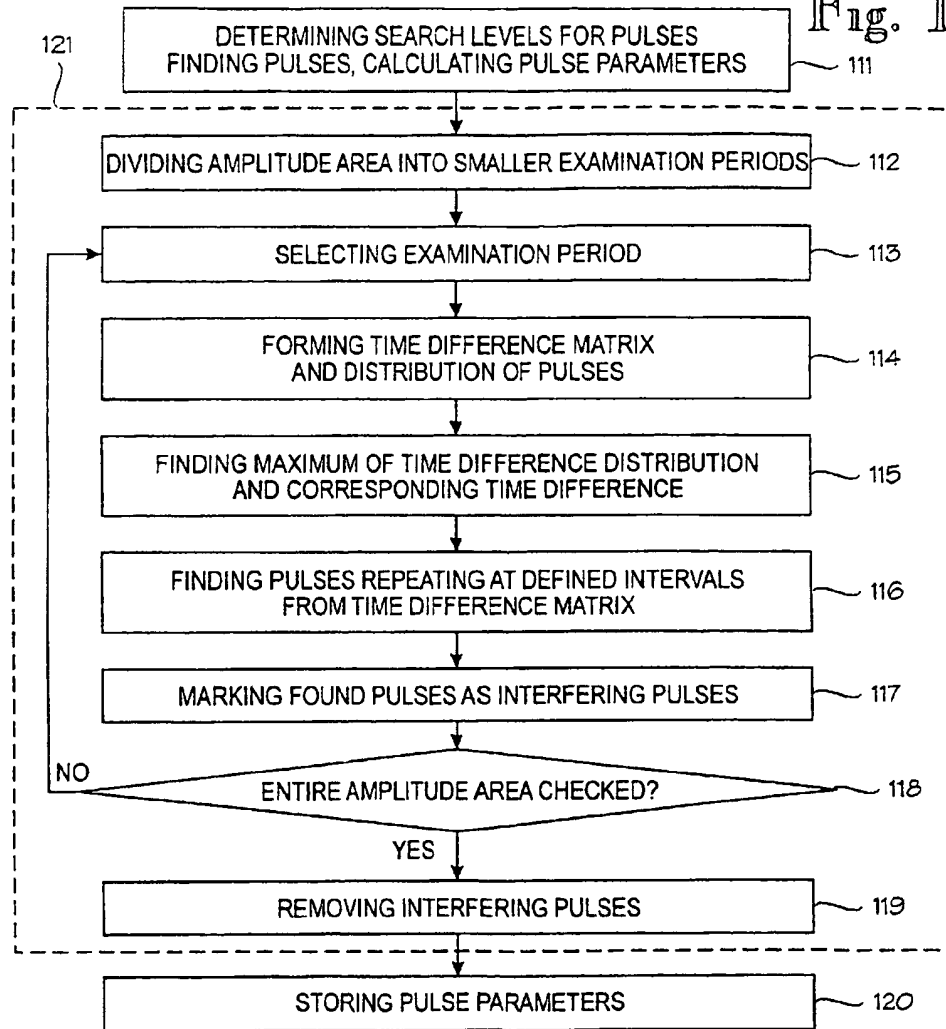 Fig. 1
121
DETERMINING SEARCH LEVELS FOR PULSES
FINDING PULSES, CALCULATING PULSE PARAMETERS
111
DIVIDING AMPLITUDE AREA INTO SMALLER EXAMINATION PERIODS
112
SELECTING EXAMINATION PERIOD
113
FORMING TIME DIFFERENCE MATRIX
AND DISTRIBUTION OF PULSES
114
FINDING MAXIMUM OF TIME DIFFERENCE DISTRIBUTION
AND CORRESPONDING TIME DIFFERENCE
115
FINDING PULSES REPEATING AT DEFINED INTERVALS
FROM TIME DIFFERENCE MATRIX
116
MARKING FOUND PULSES AS INTERFERING PULSES
117
NO
ENTIRE AMPLITUDE AREA CHECKED?
118
YES
REMOVING INTERFERING PULSES
119
STORING PULSE PARAMETERS
120